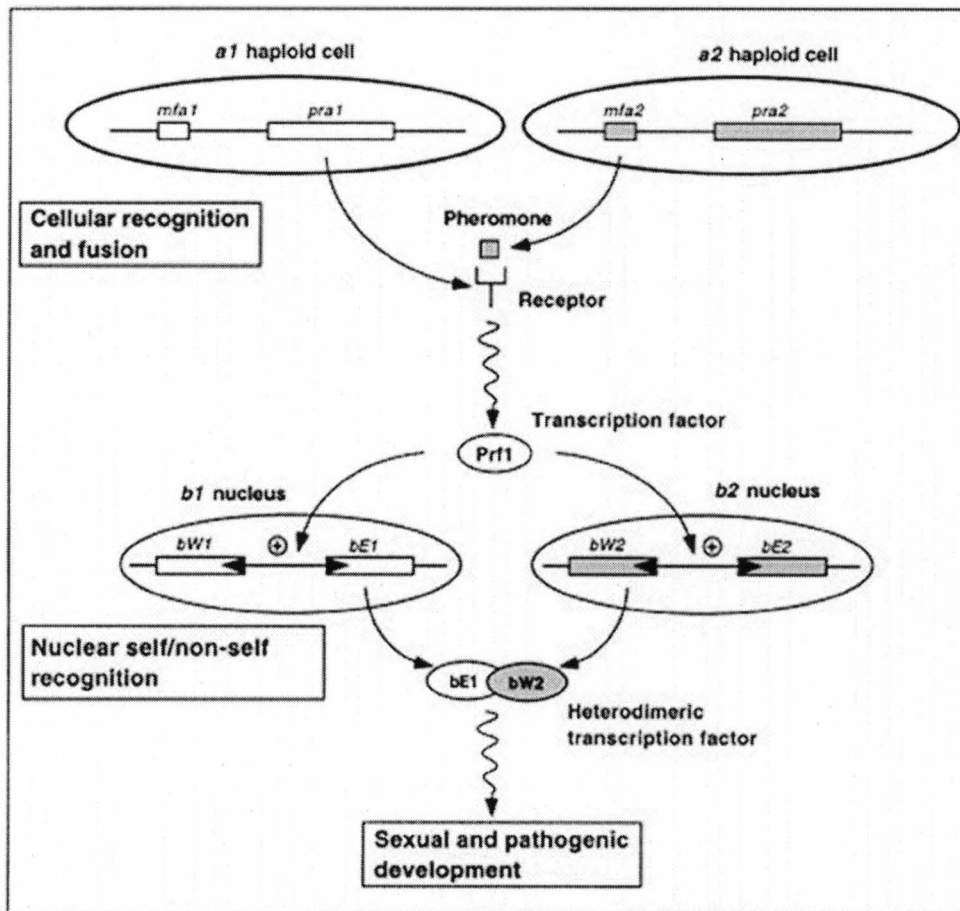 a1 haploid cell
a2 haploid cell
mfa1
pra1
mfa2
pra2
Cellular recognition
and fusion
Pheromone
Receptor
Transcription factor
Prf1
b1 nucleus
b2 nucleus
bW1
+
bE1
bW2
+
bE2
Nuclear self/non-self
recognition
bE1
bW2
Heterodimeric
transcription factor
Sexual and pathogenic
development